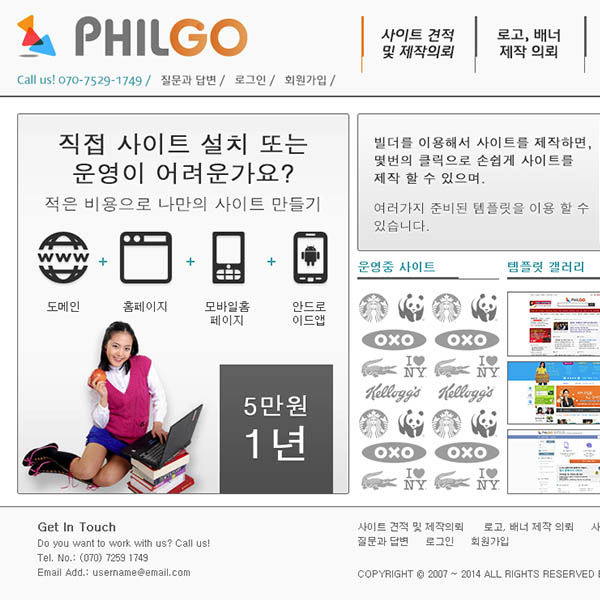 PHILGO
사이트 견적
및 제작의뢰
로고, 배너
제작 의뢰
Call us! 070-7529-1749 / 질문과 답변 / 로그인 / 회원가입 /
직접 사이트 설치 또는
운영이 어려운가요?
적은 비용으로 나만의 사이트 만들기
WWW + + +
도메인
홈페이지
모바일홈
페이지
안드로
이드앱
5만원
1년
빌더를 이용해서 사이트를 제작하면,
몇번의 클릭으로 손쉽게 사이트를
제작 할 수 있으며.
여러가지 준비된 템플릿을 이용 할 수
있습니다.
운영중 사이트
템플릿 갤러리
OXO OXO
I ♥ NY I ♥ NY
Kellogg's Kellogg's
OXO OXO
I ♥ NY I ♥ NY
PHILGO
Get In Touch
Do you want to work with us? Call us!
Tel. No.: (070) 7259 1749
Email Add.: username@email.com
사이트 견적 및 제작의뢰 로고, 배너 제작 의뢰 사
질문과 답변 로그인 회원가입
COPYRIGHT © 2007 ~ 2014 ALL RIGHTS RESERVED